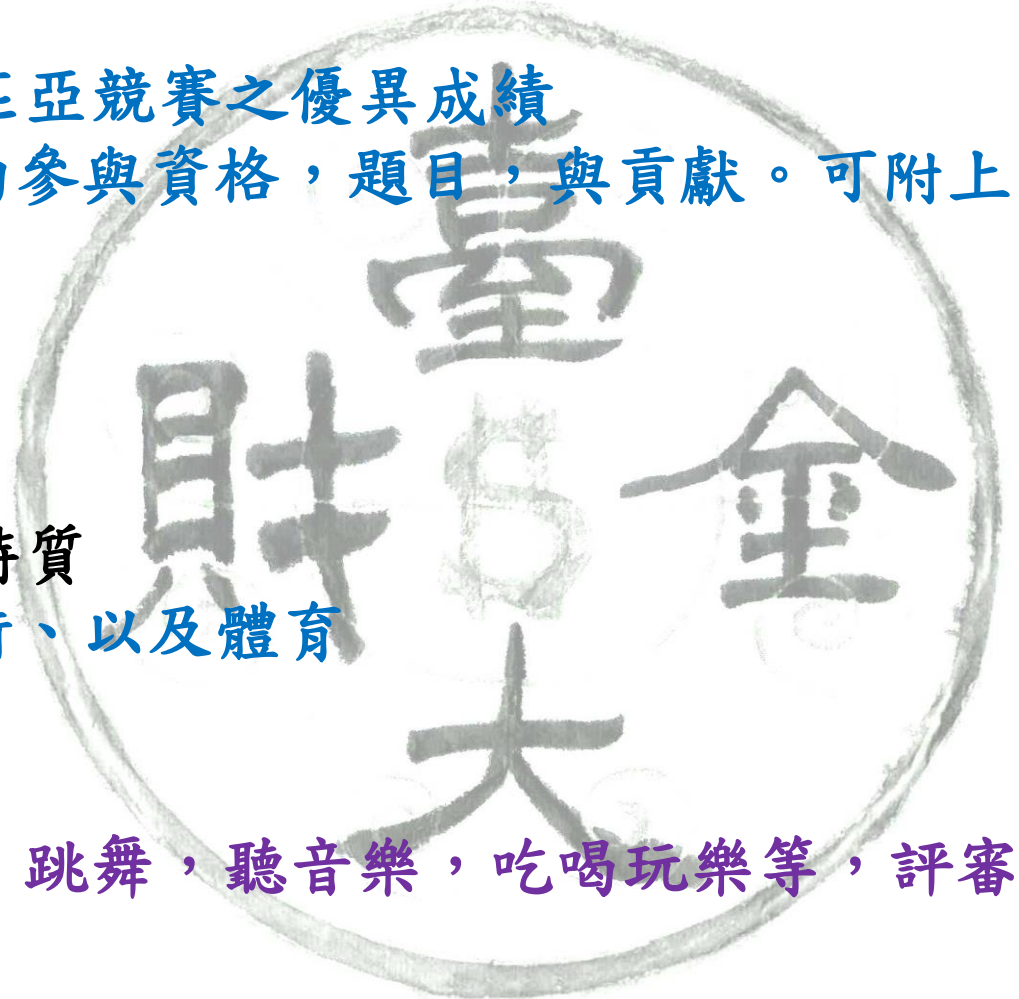 亞競賽之優異成績
參與資格，題目，與貢獻。可附上
臺
財 金
質
、以及體育
大
跳舞，聽音樂，吃喝玩樂等，評審